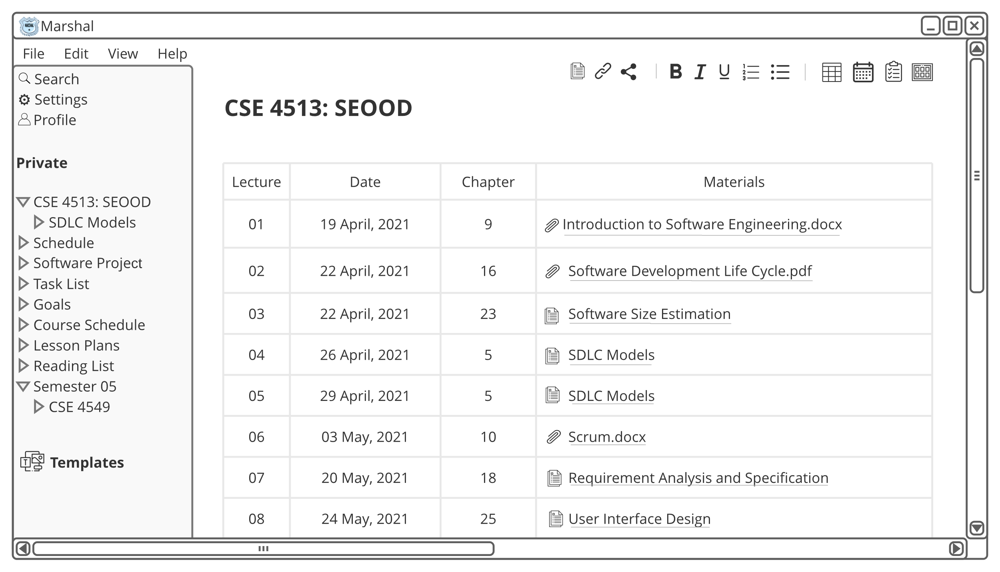 MARSHAL
Marshal
File Edit View Help
Search
Settings
Profile
Private
CSE 4513: SEOOD
SDLC Models
Schedule
Software Project
Task List
Goals
Course Schedule
Lesson Plans
Reading List
Semester 05
CSE 4549
T
Templates
B I U
1
2
3
CSE 4513: SEOOD
Lecture Date Chapter Materials
01 19 April, 2021 9 Introduction to Software Engineering.docx
02 22 April, 2021 16 Software Development Life Cycle.pdf
03 22 April, 2021 23 Software Size Estimation
04 26 April, 2021 5 SDLC Models
05 29 April, 2021 5 SDLC Models
06 03 May, 2021 10 Scrum.docx
07 20 May, 2021 18 Requirement Analysis and Specification
08 24 May, 2021 25 User Interface Design